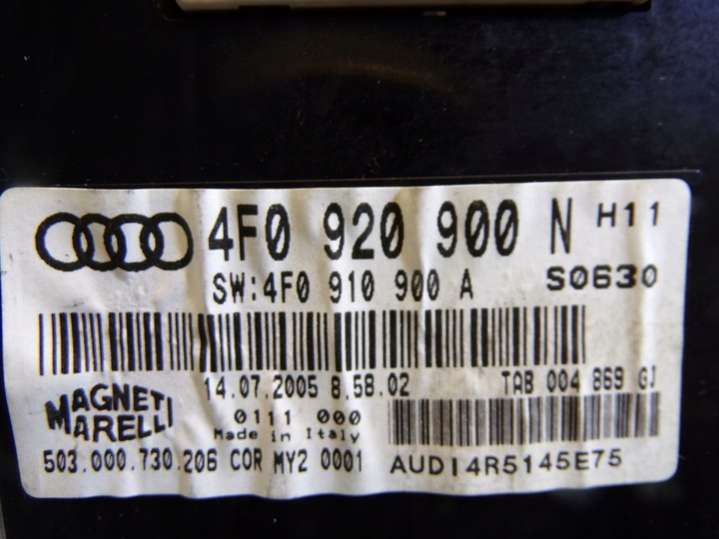 4F0 920 900 N H11
SW:4F0 910 900 A S0630
14.07.2005 8.58.02 TAB 004 869 GJ
MAGNETI
MARELLI
0111 000
Made in Italy
503.000.730.206 COR MY2 0001
AUDI4R5145E75